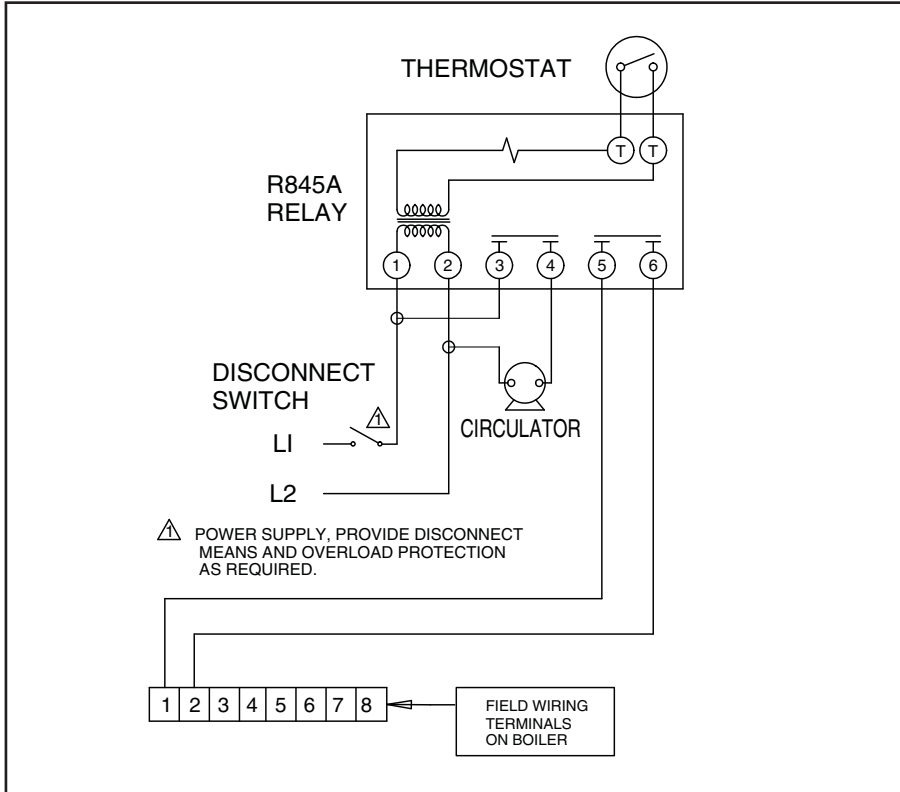 THERMOSTAT
T T
R845A
RELAY
1 2 3 4 5 6
DISCONNECT
SWITCH
1
CIRCULATOR
LI
L2
1 POWER SUPPLY, PROVIDE DISCONNECT
MEANS AND OVERLOAD PROTECTION
AS REQUIRED.
1 2 3 4 5 6 7 8
FIELD WIRING
TERMINALS
ON BOILER